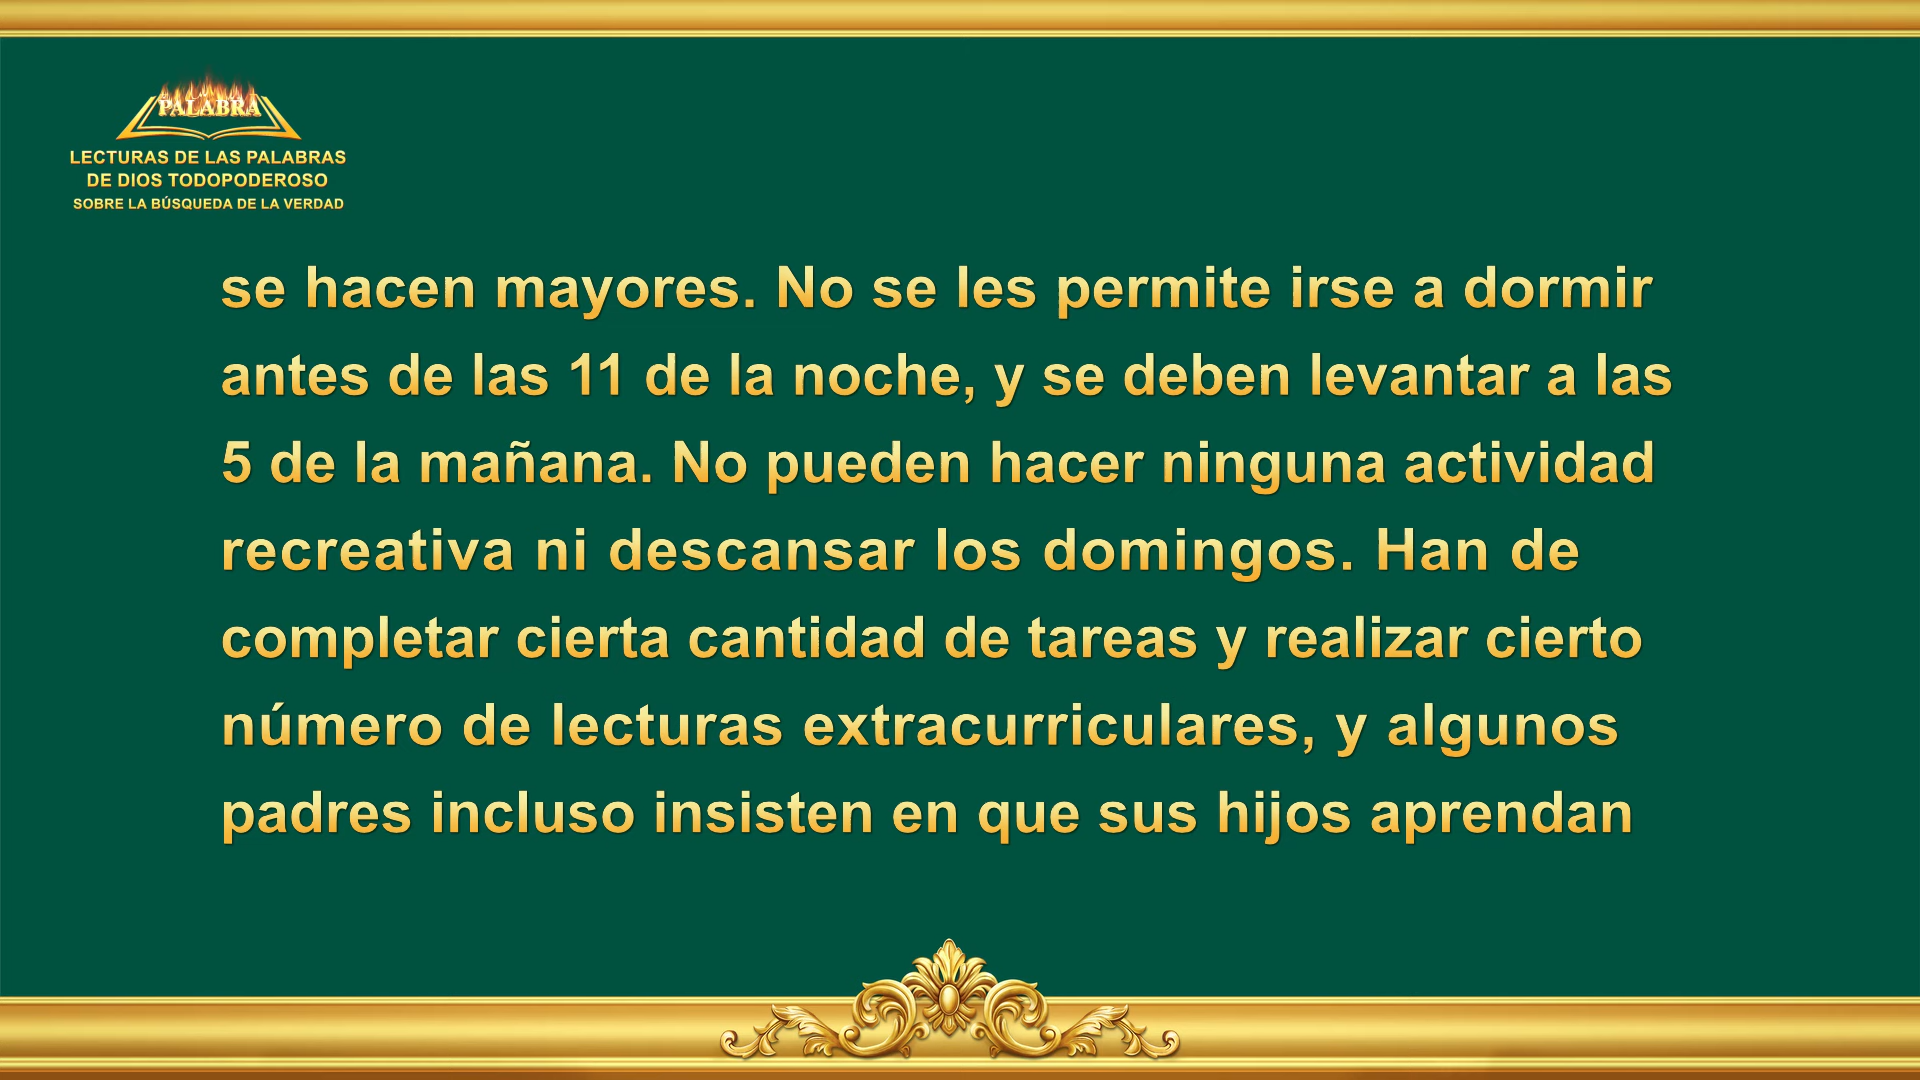 PALABRA
LECTURAS DE LAS PALABRAS
DE DIOS TODOPODEROSO
SOBRE LA BÚSQUEDA DE LA VERDAD
se hacen mayores. No se les permite irse a dormir
antes de las 11 de la noche, y se deben levantar a las
5 de la mañana. No pueden hacer ninguna actividad
recreativa ni descansar los domingos. Han de
completar cierta cantidad de tareas y realizar cierto
número de lecturas extracurriculares, y algunos
padres incluso insisten en que sus hijos aprendan